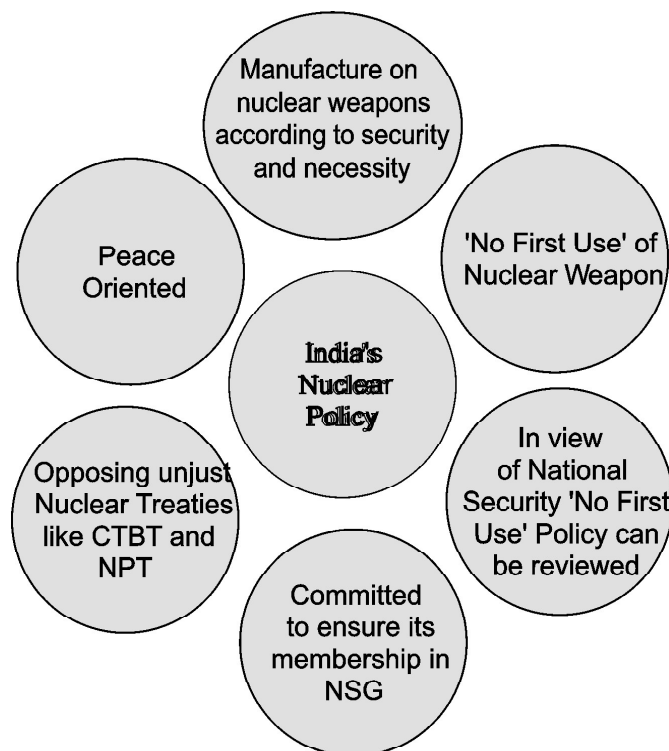 Manufacture on
nuclear weapons
according to security
and necessity
'No First Use' of
Nuclear Weapon
Peace
Oriented
India's
Nuclear
Policy
In view
of National
Security 'No First
Use' Policy can
be reviewed
Opposing unjust
Nuclear Treaties
like CTBT and
NPT
Committed
to ensure its
membership in
NSG